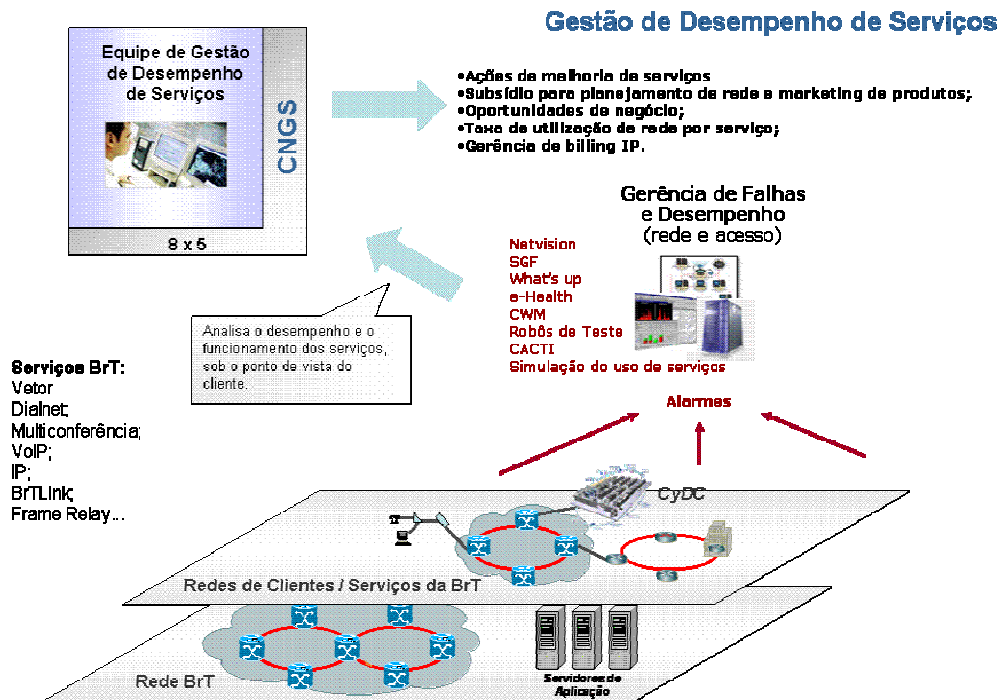 Gestão de Desempenho de Serviços
Equipe de Gestão
de Desempenho
de Serviços
CNGS
8 x 5
•Ações de melhoria de serviços
•Subsídio para planejamento de rede e marketing de produtos;
•Oportunidades de negócio;
•Taxa de utilização de rede por serviço;
•Gerência de billing IP.
Gerência de Falhas
e Desempenho
(rede e acesso)
Netvision
SGF
What's up
e-Health
CWM
Robôs de Teste
CACTI
Simulação do uso de serviços
Alarmes
Analisa o desempenho e o
funcionamento dos serviços,
sob o ponto de vista do
cliente.
Serviços BrT:
Vetor
Dialnet;
Multiconferência;
VoIP;
IP;
BrTLink;
Frame Relay...
CyDC
Redes de Clientes / Serviços da BrT
Rede BrT
Servidores de
Aplicação